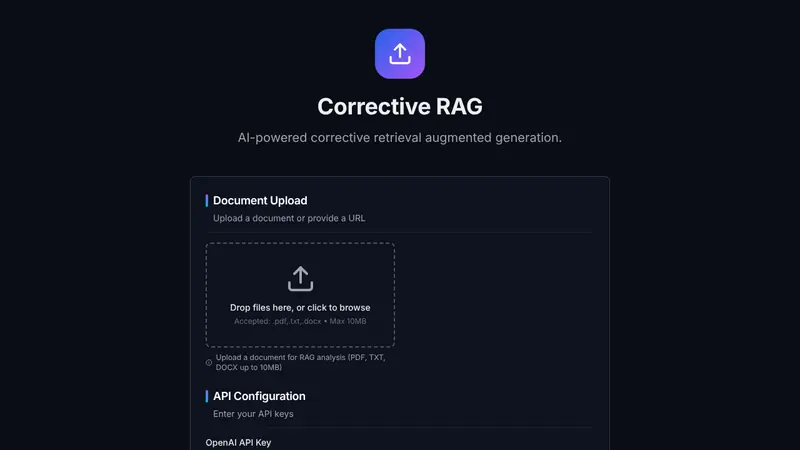 Corrective RAG
AI-powered corrective retrieval augmented generation.
Document Upload
Upload a document or provide a URL
Drop files here, or click to browse
Accepted: .pdf,.txt,.docx • Max 10MB
Upload a document for RAG analysis (PDF, TXT,
DOCX up to 10MB)
API Configuration
Enter your API keys
OpenAI API Key